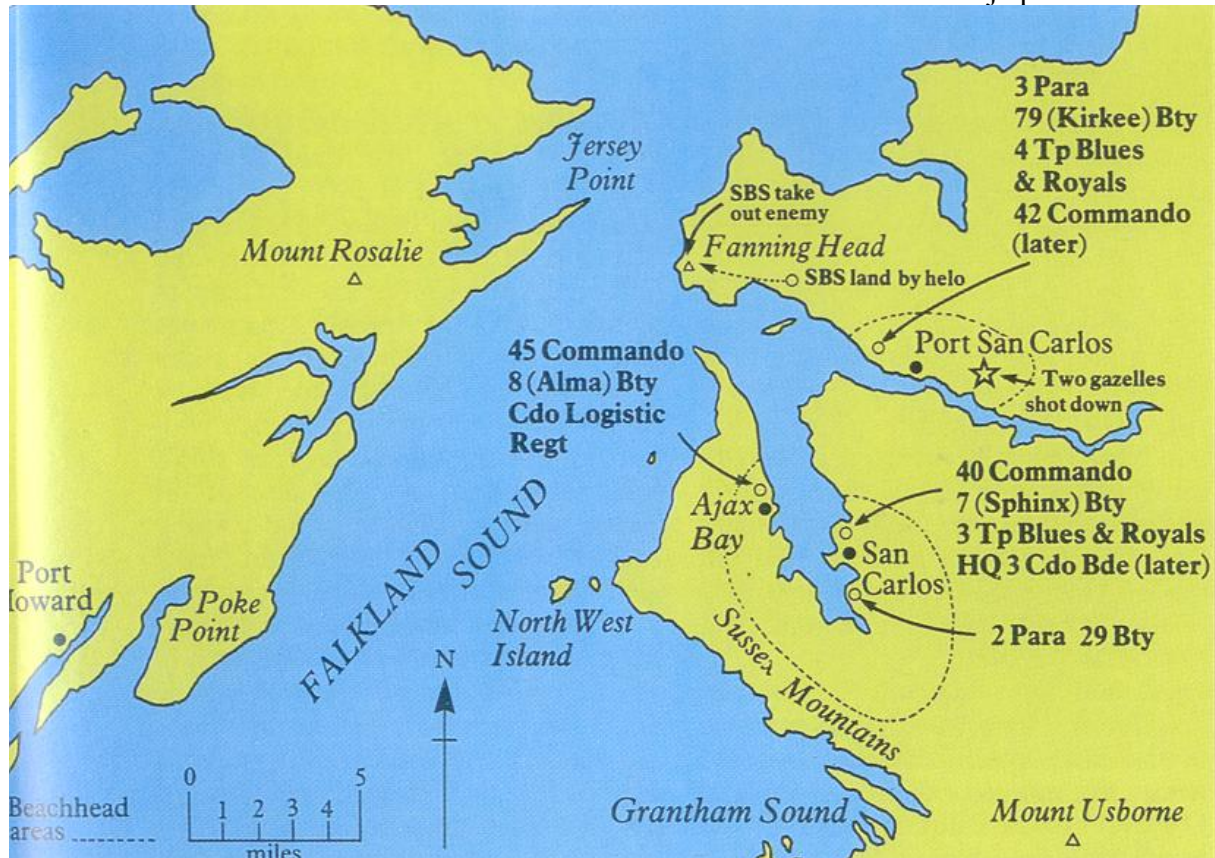 3 Para
79 (Kirkee) Bty
4 Tp Blues
& Royals
42 Commando
(later)
Jersey
Point
SBS take
out enemy
Mount Rosalie
Fanning Head
SBS land by helo
45 Commando
8 (Alma) Bty
Cdo Logistic
Regt
Port San Carlos
Two gazelles
shot down
40 Commando
7 (Sphinx) Bty
3 Tp Blues & Royals
HQ 3 Cdo Bde (later)
Ajax
Bay
San
Carlos
2 Para 29 Bty
FALKLAND
SOUND
Port
Howard
Poke
Point
North West
Island
Sussex Mountains
N
0 5
1 2 3 4
miles
Beachhead
areas
Grantham Sound
Mount Usborne